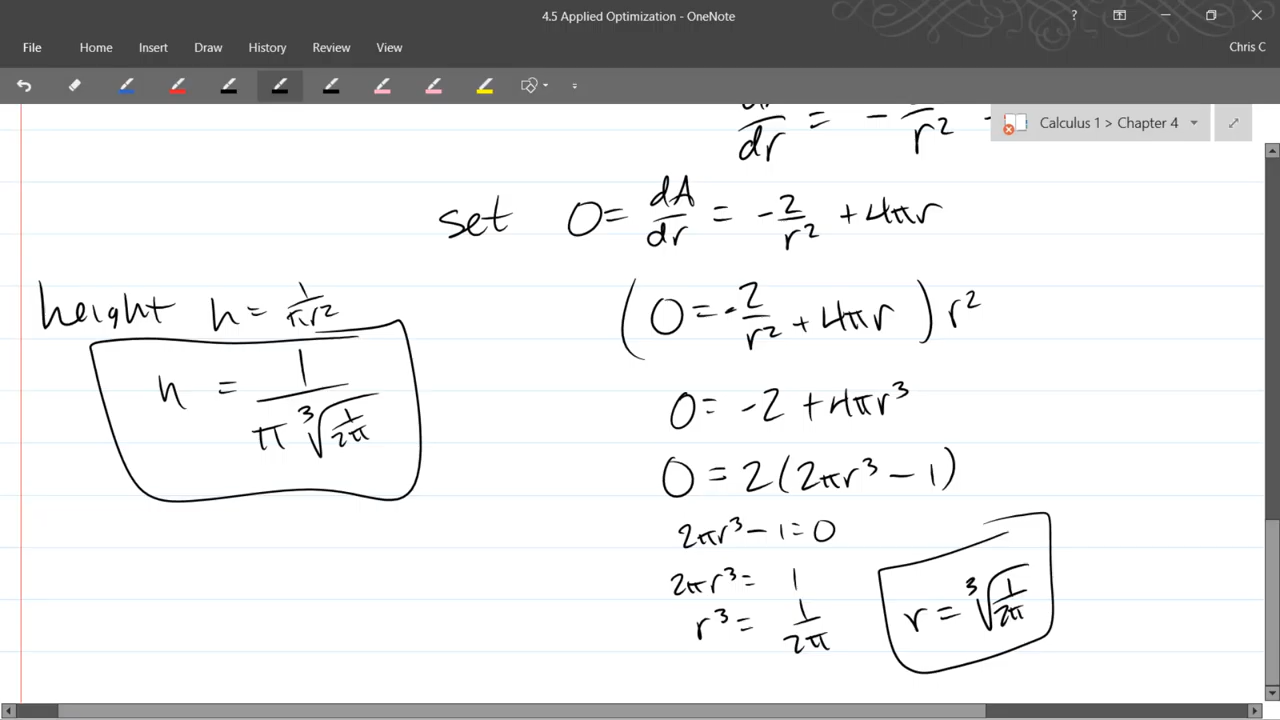 4.5 Applied Optimization - OneNote
File Home Insert Draw History Review View
Chris C
Calculus 1 > Chapter 4
dr = - r²
set 0 = dA/dr = -2/r² + 4πr
height h = 1/πr²
h = 1/(π ∛(1/2π))
(0 = -2/r² + 4πr) r²
0 = -2 + 4πr³
0 = 2(2πr³ - 1)
2πr³ - 1 = 0
2πr³ = 1
r³ = 1/2π
r = ∛(1/2π)